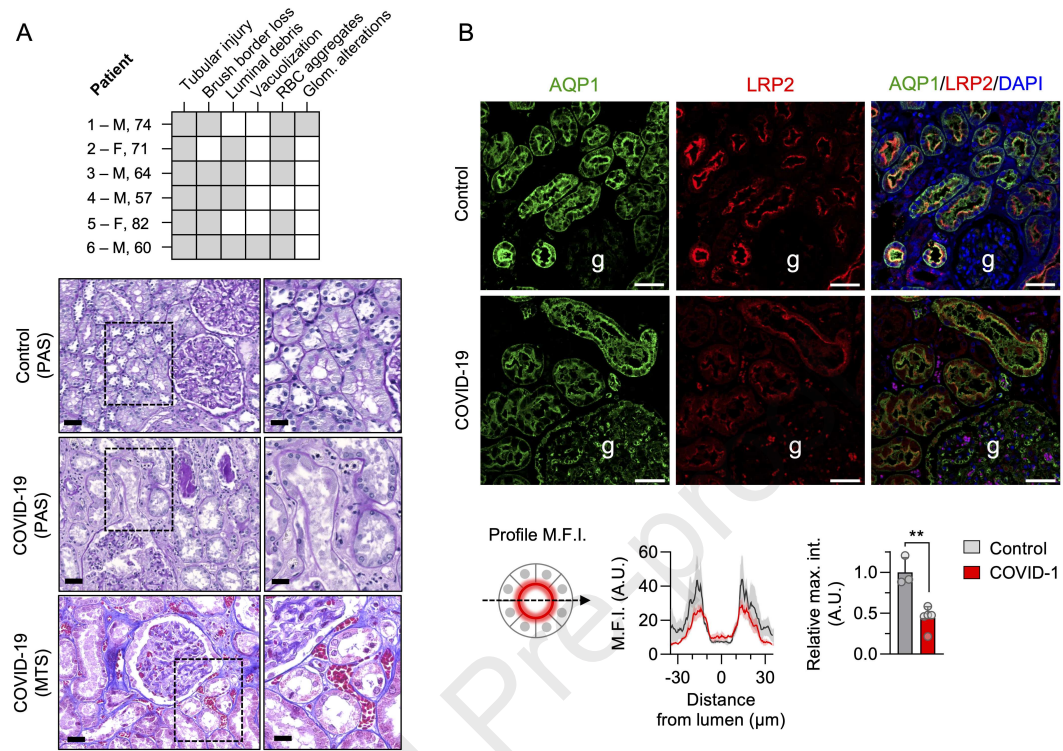 A
Patient
Tubular injury
Brush border loss
Luminal debris
Vacuolization
RBC aggregates
Glom. alterations
1 – M, 74
2 – F, 71
3 – M, 64
4 – M, 57
5 – F, 82
6 – M, 60
Control
(PAS)
COVID-19
(PAS)
COVID-19
(MTS)
B
AQP1
LRP2
AQP1/LRP2/DAPI
Control
g
g
COVID-19
g
g
g
g
Profile M.F.I.
M.F.I. (A.U.)
60
40
20
0
-30
0
30
Distance
from lumen (µm)
Relative max. int.
(A.U.)
1.0
0.5
0.0
**
Control
COVID-1
Pre-pro